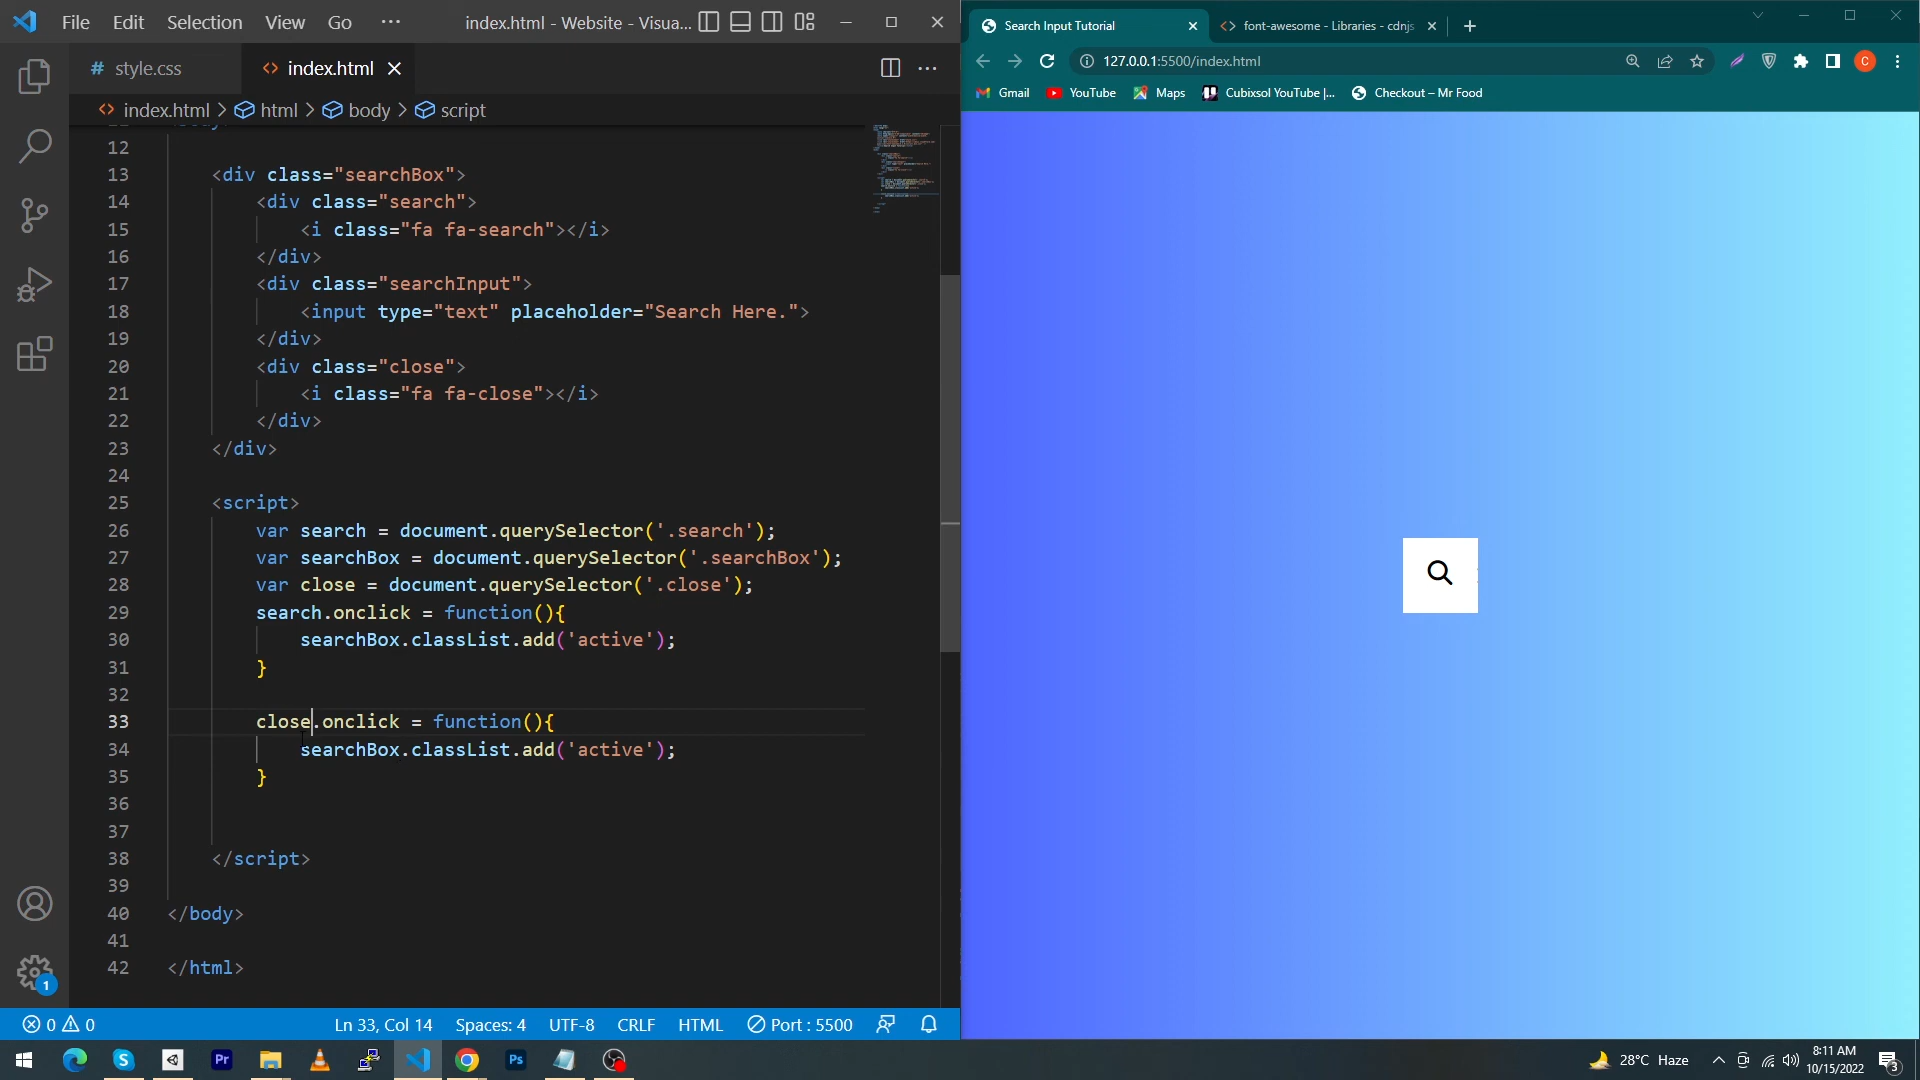 File Edit Selection View Go ··· index.html - Website - Visua...
# style.css <> index.html
<> index.html > html > body > script
12
13 <div class="searchBox">
14 <div class="search">
15 <i class="fa fa-search"></i>
16 </div>
17 <div class="searchInput">
18 <input type="text" placeholder="Search Here.">
19 </div>
20 <div class="close">
21 <i class="fa fa-close"></i>
22 </div>
23 </div>
24
25 <script>
26 var search = document.querySelector('.search');
27 var searchBox = document.querySelector('.searchBox');
28 var close = document.querySelector('.close');
29 search.onclick = function(){
30 searchBox.classList.add('active');
31 }
32
33 close.onclick = function(){
34 searchBox.classList.add('active');
35 }
36
37
38 </script>
39
40 </body>
41
42 </html>
1
0 0 Ln 33, Col 14 Spaces: 4 UTF-8 CRLF HTML Port : 5500
Search Input Tutorial <> font-awesome - Libraries - cdnjs
127.0.0.1:5500/index.html C
Gmail YouTube Maps Cubixsol YouTube |... Checkout – Mr Food
S Pr Ps 28°C Haze 8:11 AM
10/15/2022 3